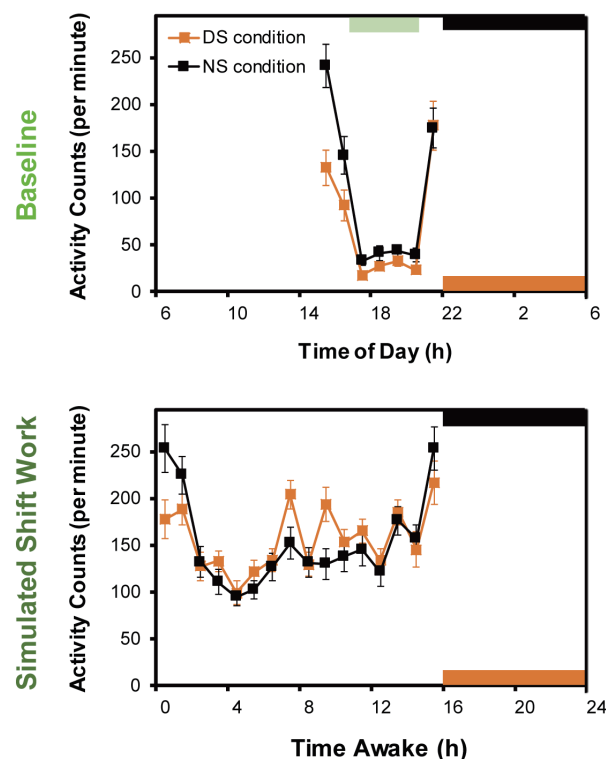 Baseline
Activity Counts (per minute)
250
200
150
100
50
0
DS condition
NS condition
6 10 14 18 22 2 6
Time of Day (h)
Simulated Shift Work
Activity Counts (per minute)
250
200
150
100
50
0
0 4 8 12 16 20 24
Time Awake (h)